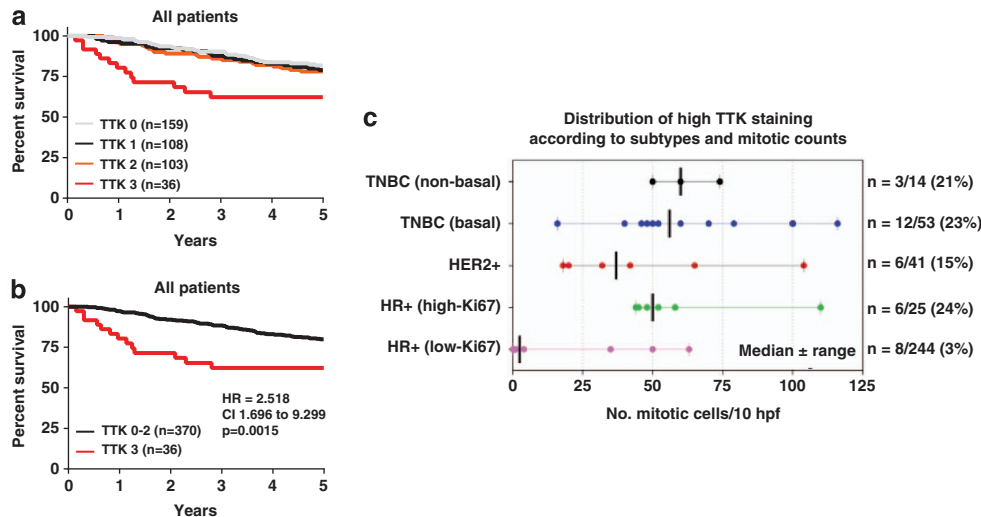 a
All patients
100
75
50
25
0
Percent survival
TTK 0 (n=159)
TTK 1 (n=108)
TTK 2 (n=103)
TTK 3 (n=36)
0 1 2 3 4 5
Years
b
All patients
100
75
50
25
0
Percent survival
HR = 2.518
CI 1.696 to 9.299
p=0.0015
TTK 0-2 (n=370)
TTK 3 (n=36)
0 1 2 3 4 5
Years
c
Distribution of high TTK staining
according to subtypes and mitotic counts
TNBC (non-basal) n = 3/14 (21%)
TNBC (basal) n = 12/53 (23%)
HER2+ n = 6/41 (15%)
HR+ (high-Ki67) n = 6/25 (24%)
HR+ (low-Ki67) Median ± range n = 8/244 (3%)
0 25 50 75 100 125
No. mitotic cells/10 hpf